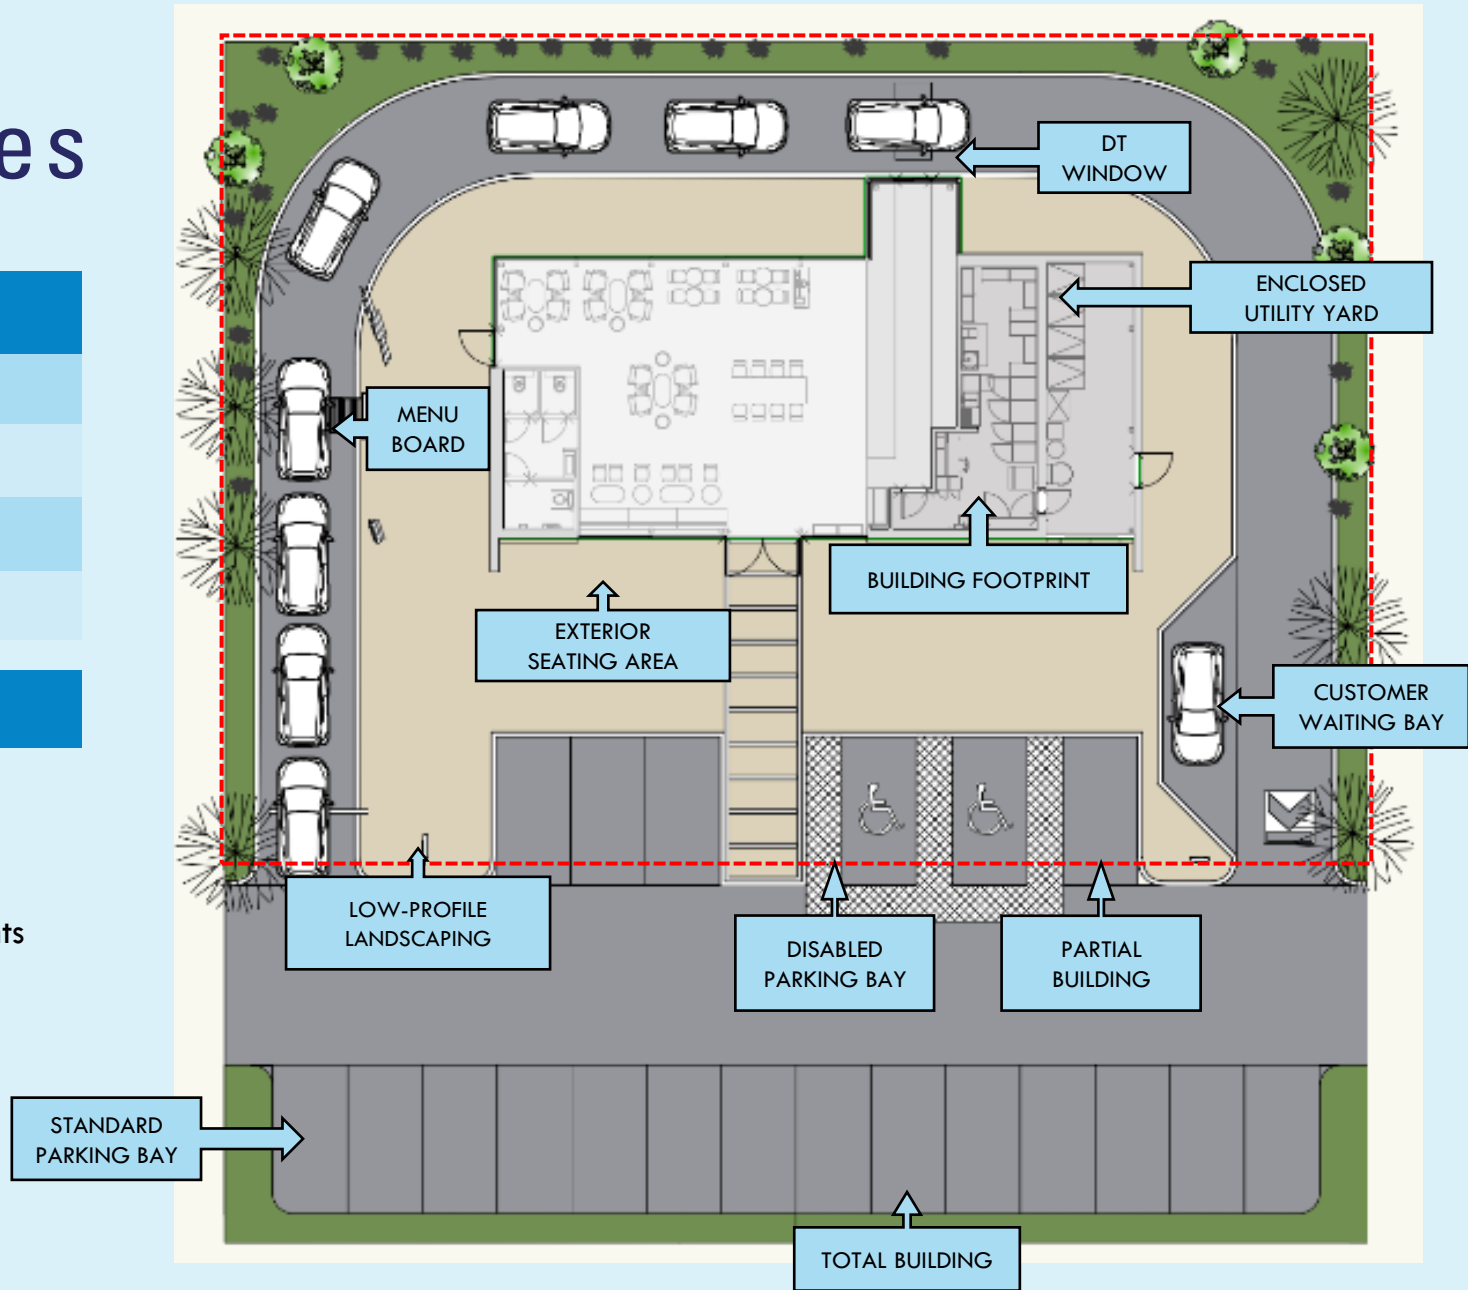 es
DT
WINDOW
ENCLOSED
UTILITY YARD
MENU
BOARD
BUILDING FOOTPRINT
EXTERIOR
SEATING AREA
CUSTOMER
WAITING BAY
LOW-PROFILE
LANDSCAPING
ts
DISABLED
PARKING BAY
PARTIAL
BUILDING
STANDARD
PARKING BAY
TOTAL BUILDING